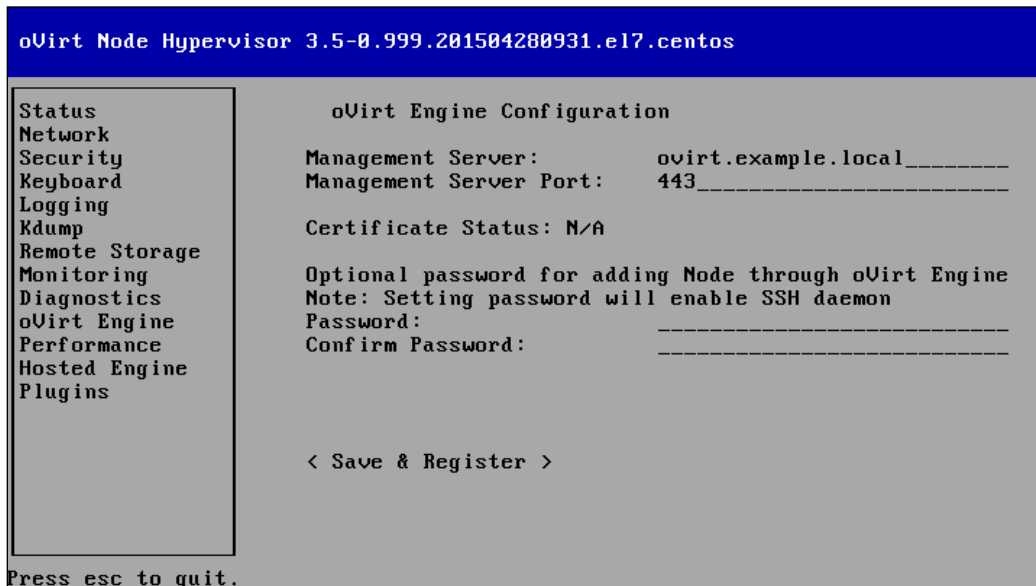 oVirt Node Hypervisor 3.5-0.999.201504280931.el7.centos
Status
Network
Security
Keyboard
Logging
Kdump
Remote Storage
Monitoring
Diagnostics
oVirt Engine
Performance
Hosted Engine
Plugins
oVirt Engine Configuration
Management Server: ovirt.example.local________
Management Server Port: 443________________________
Certificate Status: N/A
Optional password for adding Node through oVirt Engine
Note: Setting password will enable SSH daemon
Password: ___________________________
Confirm Password: ___________________________
< Save & Register >
Press esc to quit.